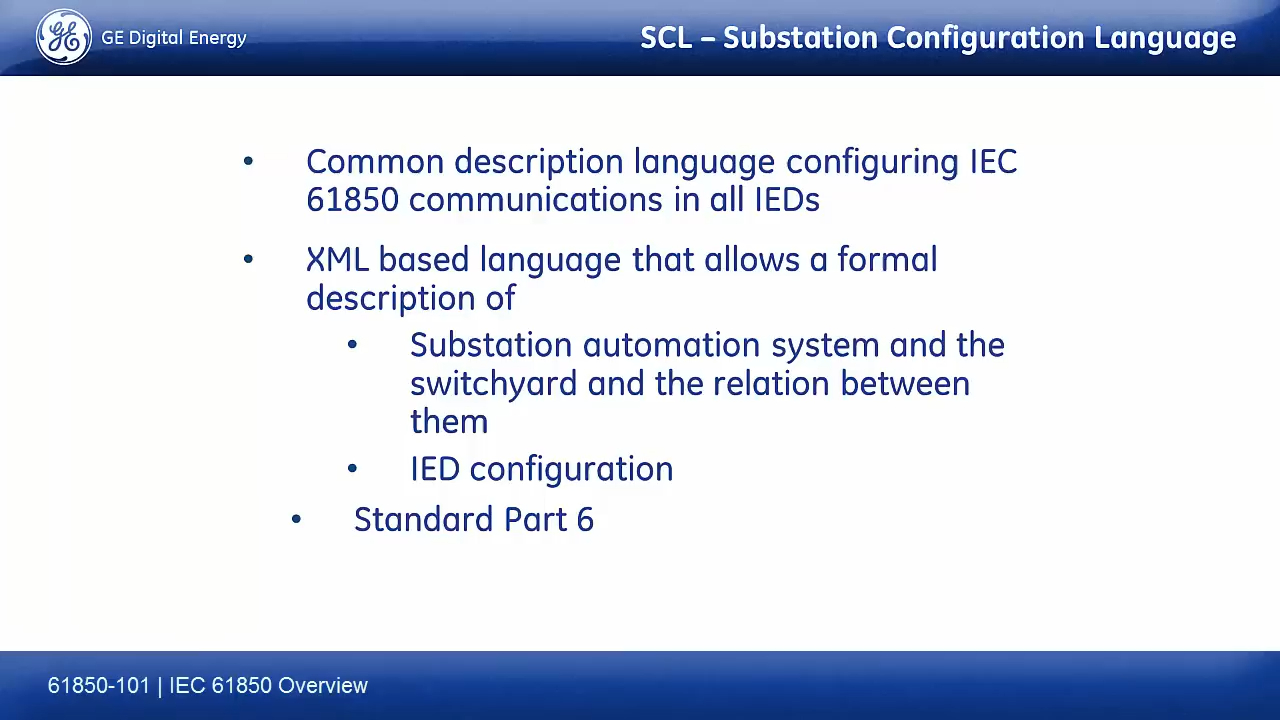 GE GE Digital Energy
SCL – Substation Configuration Language
• Common description language configuring IEC
61850 communications in all IEDs
• XML based language that allows a formal
description of
• Substation automation system and the
switchyard and the relation between
them
• IED configuration
• Standard Part 6
61850-101 | IEC 61850 Overview